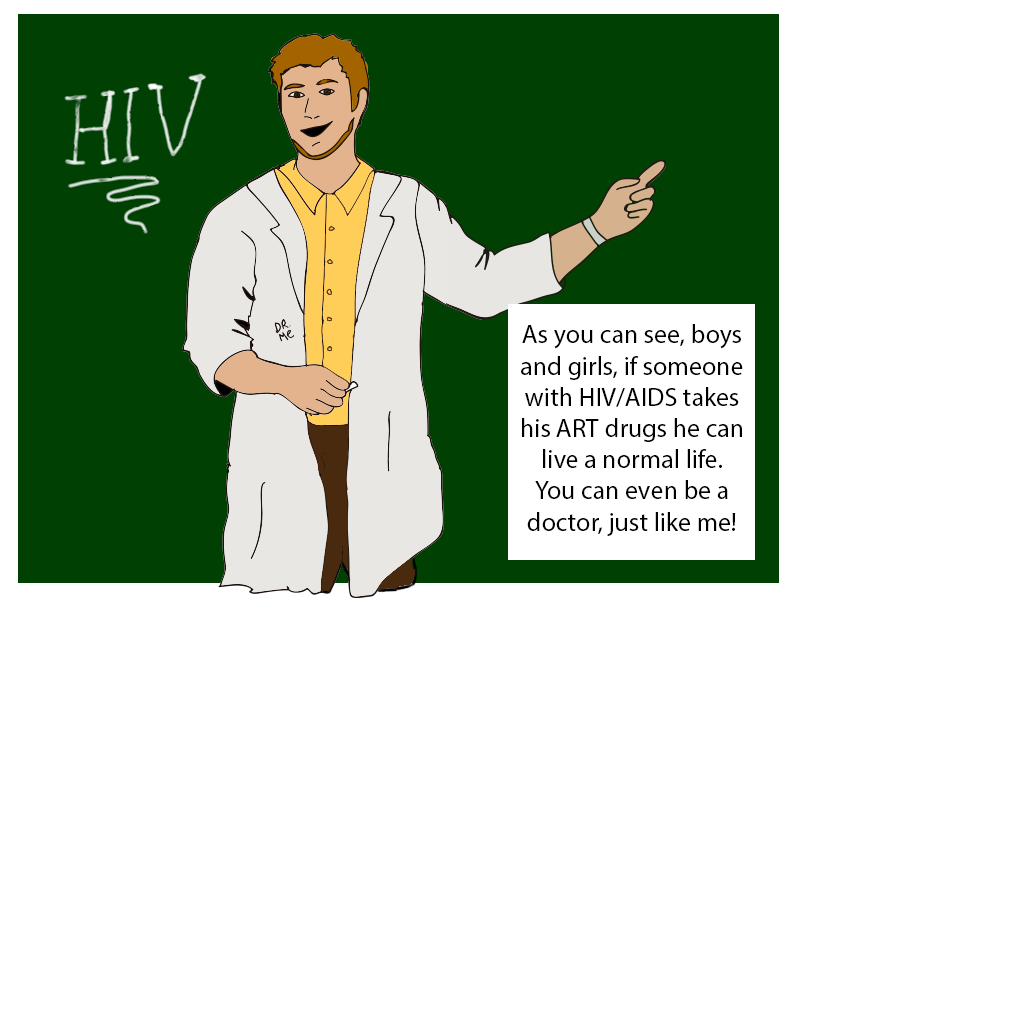 HIV
DR.
Me
As you can see, boys
and girls, if someone
with HIV/AIDS takes
his ART drugs he can
live a normal life.
You can even be a
doctor, just like me!